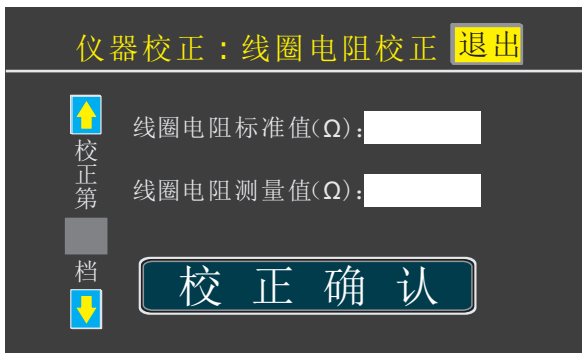 仪器校正：线圈电阻校正 退出
线圈电阻标准值(Ω)：
校正第
线圈电阻测量值(Ω)：
档
校正确认